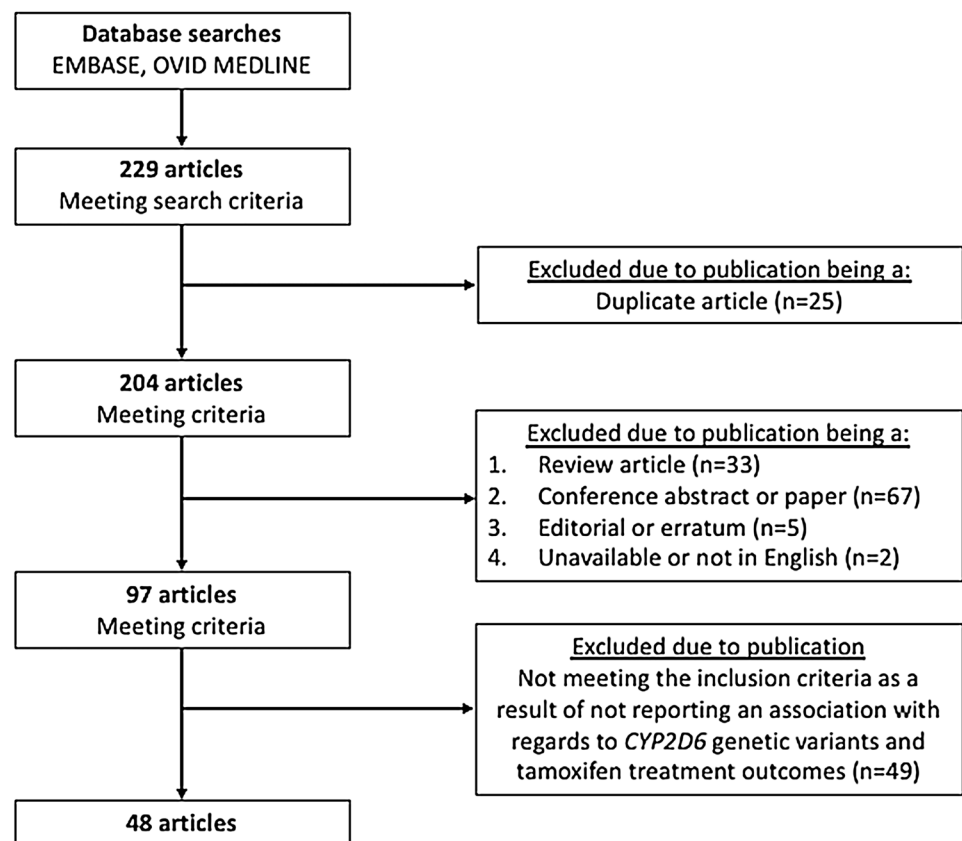 Database searches
EMBASE, OVID MEDLINE
229 articles
Meeting search criteria
Excluded due to publication being a:
Duplicate article (n=25)
204 articles
Meeting criteria
Excluded due to publication being a:
1. Review article (n=33)
2. Conference abstract or paper (n=67)
3. Editorial or erratum (n=5)
4. Unavailable or not in English (n=2)
97 articles
Meeting criteria
Excluded due to publication
Not meeting the inclusion criteria as a
result of not reporting an association with
regards to CYP2D6 genetic variants and
tamoxifen treatment outcomes (n=49)
48 articles